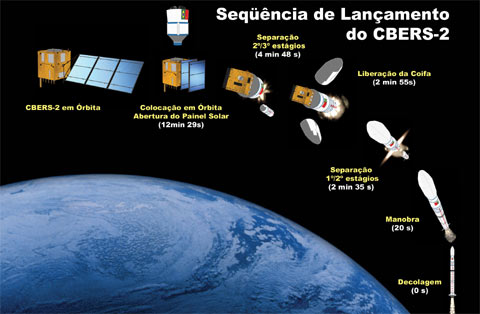 Seqüência de Lançamento
do CBERS-2
Separação
2º/3º estágios
(4 min 48 s)
Liberação da Coifa
(2 min 55s)
CBERS-2 em Órbita
Colocação em Órbita
Abertura do Painel Solar
(12min 29s)
Separação
1º/2º estágios
(2 min 35 s)
Manobra
(20 s)
Decolagem
(0 s)